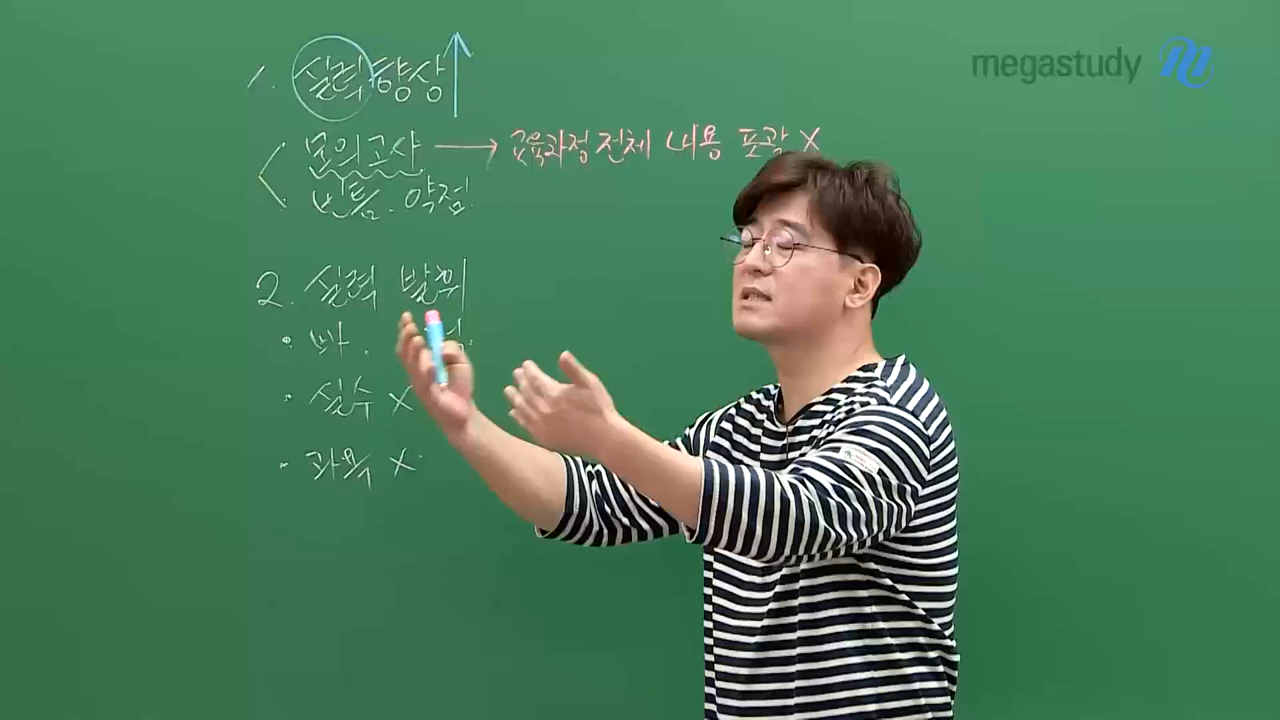 megastudy
1. 실력향상
모의고사 → 교육과정 전체 내용 포괄 X
빈틈. 약점.
2. 실력 발휘
· 실수 X
· 과욕 X